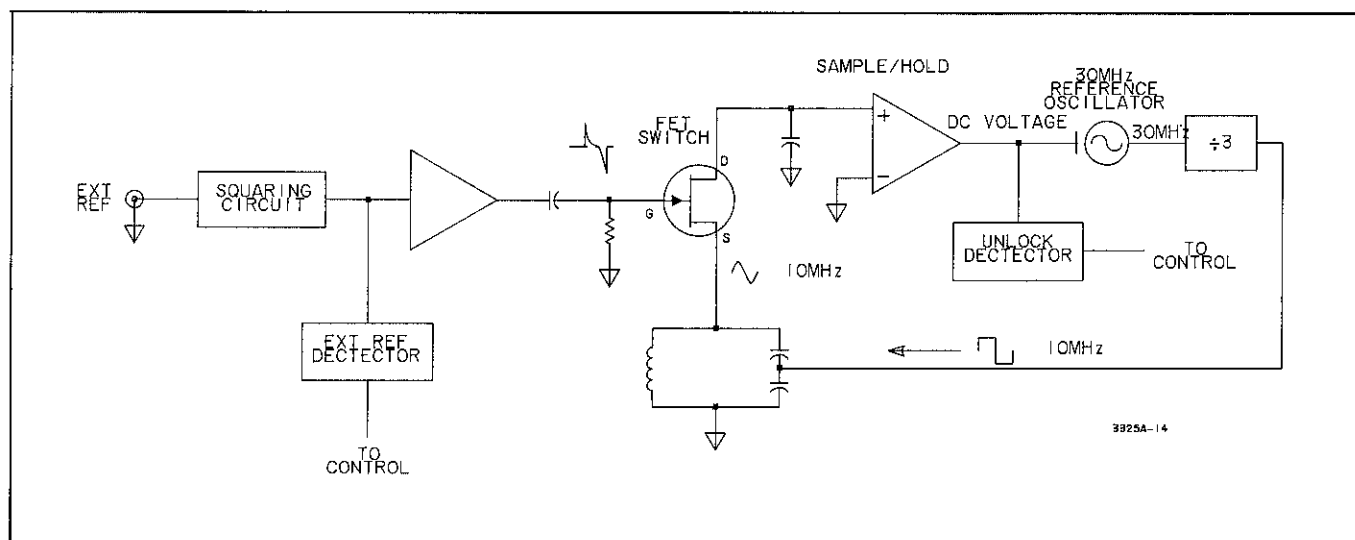 SAMPLE/HOLD
30MHz
REFERENCE
OSCILLATOR
FET
SWITCH
D
+
DC VOLTAGE
30MHz
÷3
EXT
REF
SQUARING
CIRCUIT
G
−
S
UNLOCK
DECTECTOR
TO
CONTROL
10MHz
EXT REF
DECTECTOR
10MHz
TO
CONTROL
3325A-14